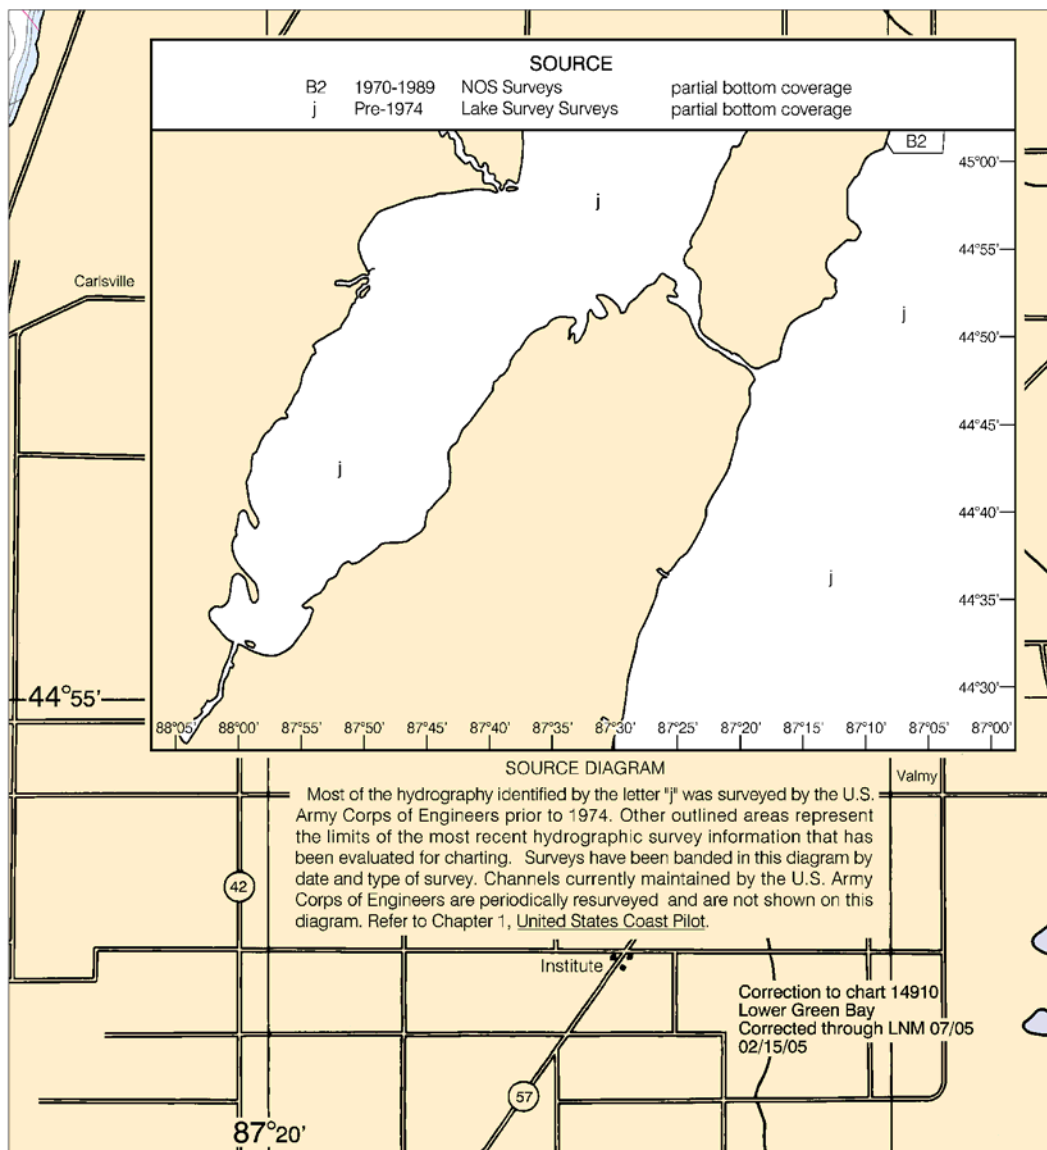 SOURCE
B2 1970-1989 NOS Surveys partial bottom coverage
j Pre-1974 Lake Survey Surveys partial bottom coverage
B2
45°00'
j
44°55'
Carlsville
j
44°50'
44°45'
j
44°40'
j
44°35'
44°30'
44°55'
88°05' 88°00' 87°55' 87°50' 87°45' 87°40' 87°35' 87°30' 87°25' 87°20' 87°15' 87°10' 87°05' 87°00'
SOURCE DIAGRAM
Valmy
Most of the hydrography identified by the letter "j" was surveyed by the U.S.
Army Corps of Engineers prior to 1974. Other outlined areas represent
the limits of the most recent hydrographic survey information that has
been evaluated for charting. Surveys have been banded in this diagram by
date and type of survey. Channels currently maintained by the U.S. Army
Corps of Engineers are periodically resurveyed and are not shown on this
diagram. Refer to Chapter 1, United States Coast Pilot.
42
Institute
Correction to chart 14910
Lower Green Bay
Corrected through LNM 07/05
02/15/05
57
87°20'